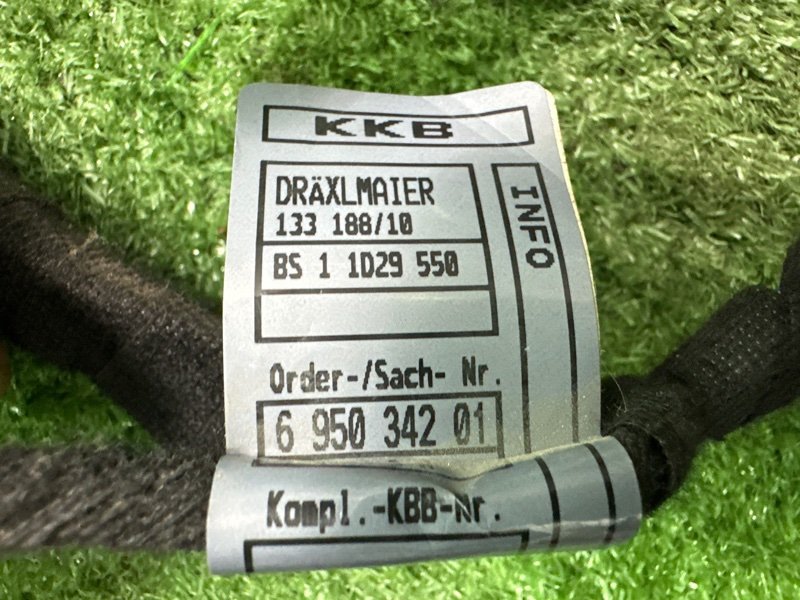 KKB
DRÄXLMAIER
133 188/10
BS 1 1D29 550
INFO
Order-/Sach- Nr.
6 950 342 01
Kompl.-KBB-Nr.